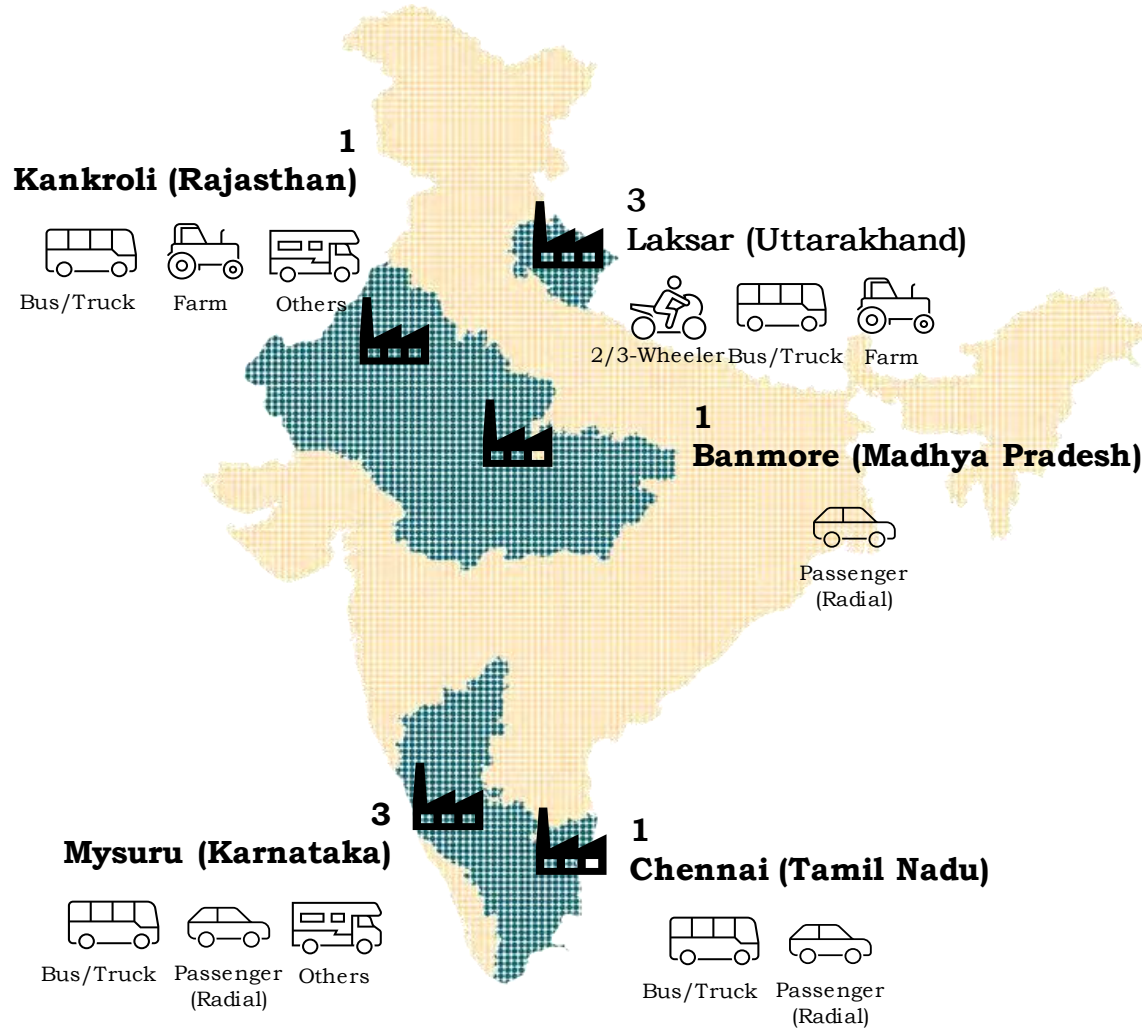 1
Kankroli (Rajasthan)
Bus/Truck
Farm
Others
3
Laksar (Uttarakhand)
2/3-Wheeler
Bus/Truck
Farm
1
Banmore (Madhya Pradesh)
Passenger
(Radial)
3
Mysuru (Karnataka)
Bus/Truck
Passenger
(Radial)
Others
1
Chennai (Tamil Nadu)
Bus/Truck
Passenger
(Radial)